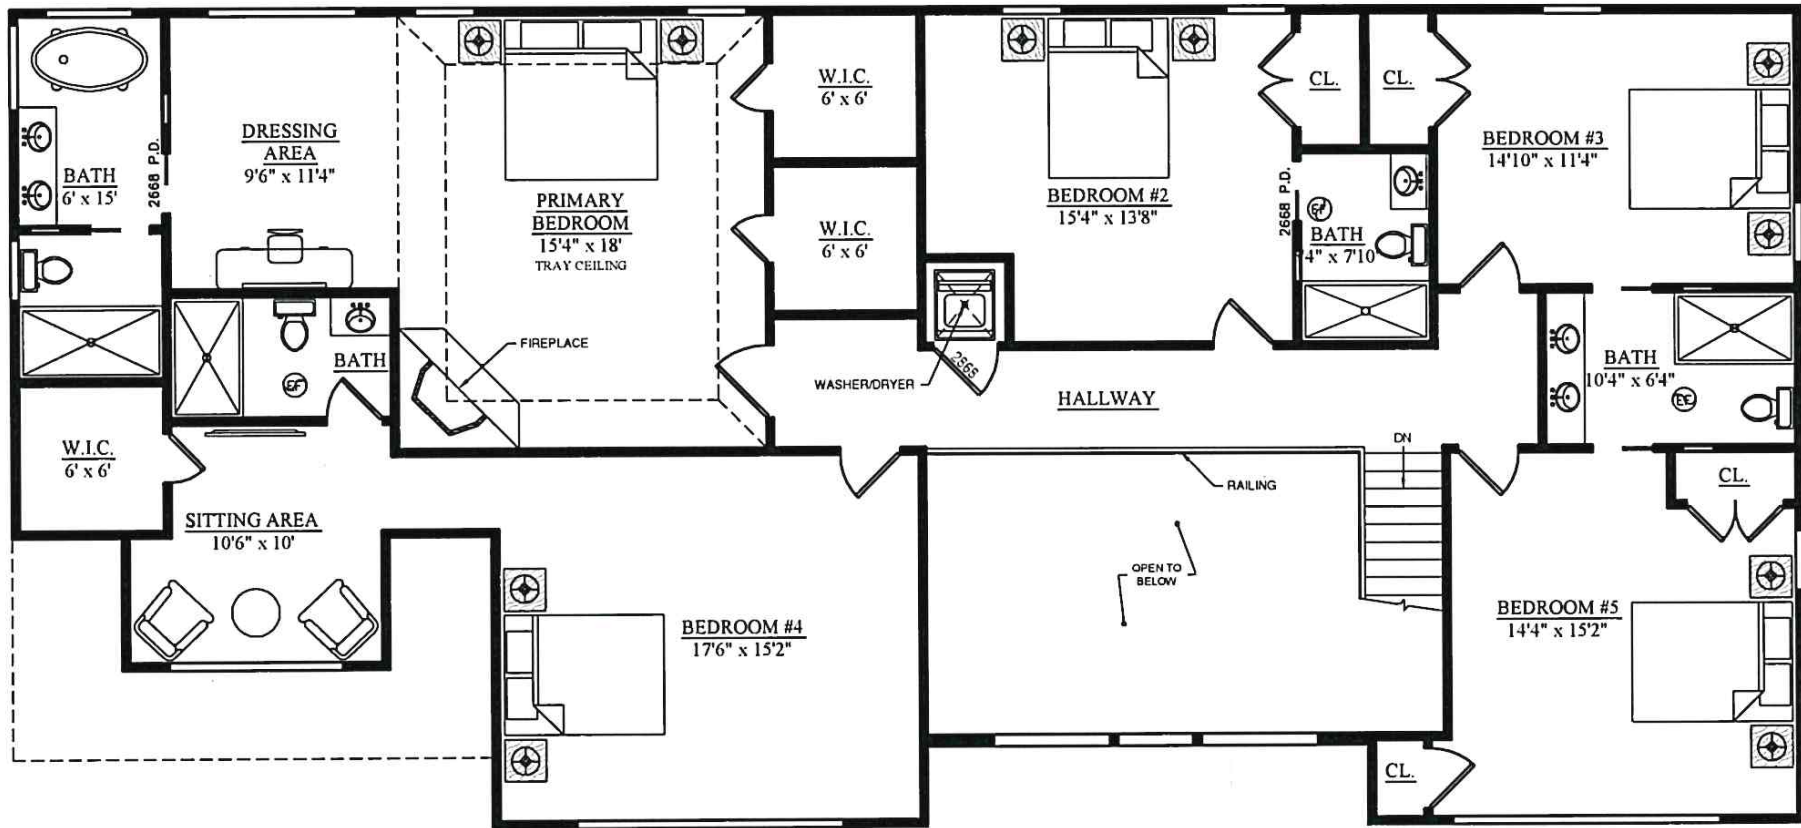 W.I.C.
6' x 6'
CL.
CL.
DRESSING
AREA
9'6" x 11'4"
BEDROOM #3
14'10" x 11'4"
BATH
6' x 15'
2668 P.D.
PRIMARY
BEDROOM
15'4" x 18'
TRAY CEILING
BEDROOM #2
15'4" x 13'8"
2668 P.D.
EF
BATH
'4" x 7'10"
W.I.C.
6' x 6'
FIREPLACE
BATH
EF
WASHER/DRYER
2668
HALLWAY
BATH
10'4" x 6'4"
EF
W.I.C.
6' x 6'
DN
RAILING
CL.
SITTING AREA
10'6" x 10'
OPEN TO
BELOW
BEDROOM #4
17'6" x 15'2"
BEDROOM #5
14'4" x 15'2"
CL.